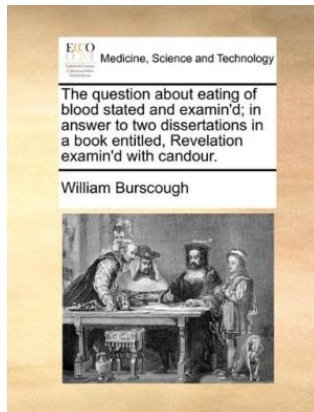 ECCO
Medicine, Science and Technology
The question about eating of
blood stated and examin'd; in
answer to two dissertations in
a book entitled, Revelation
examin'd with candour.
William Burscough